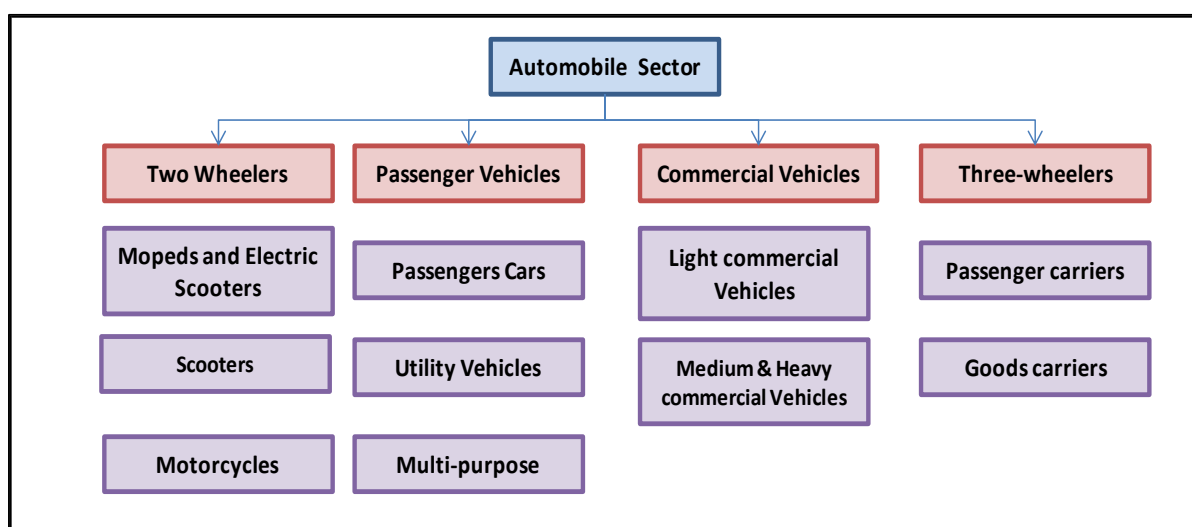 Automobile Sector
Two Wheelers
Passenger Vehicles
Commercial Vehicles
Three-wheelers
Mopeds and Electric
Scooters
Passengers Cars
Light commercial
Vehicles
Passenger carriers
Scooters
Utility Vehicles
Medium & Heavy
commercial Vehicles
Goods carriers
Motorcycles
Multi-purpose